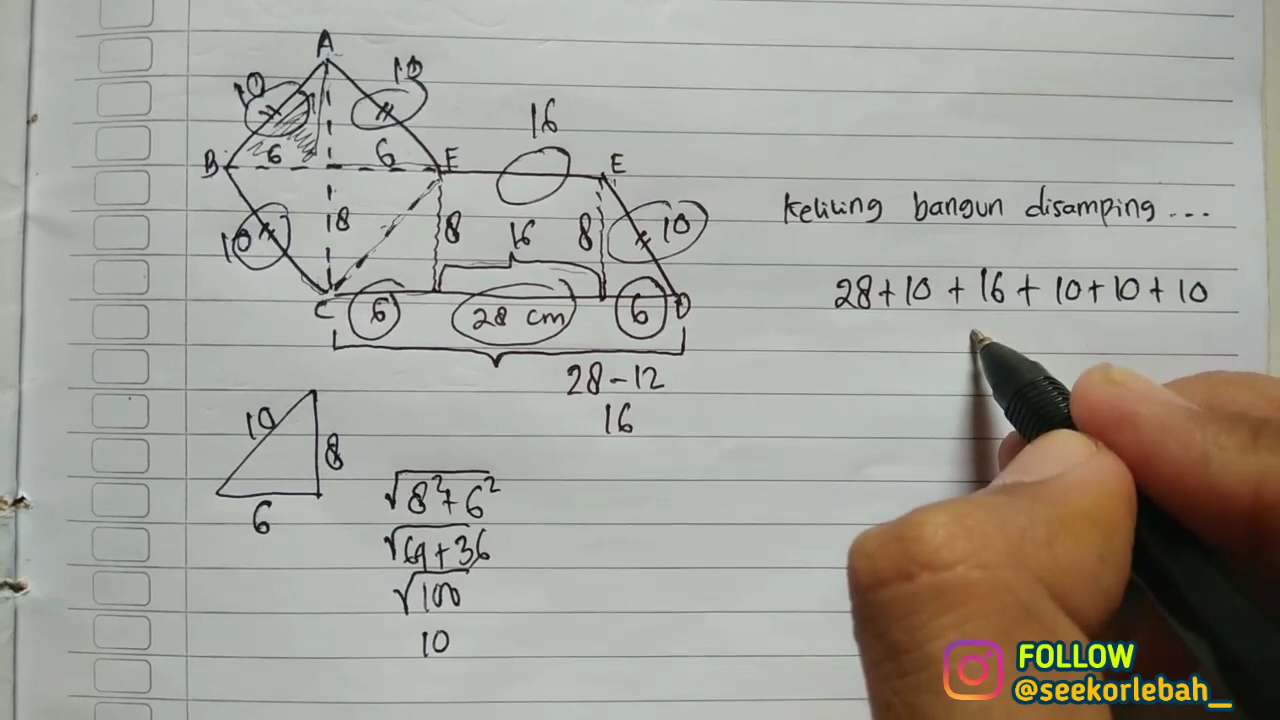 A
10
10
16
B
6
6
F
E
Keliling bangun disamping ...
10
8
8
16
8
10
28 + 10 + 16 + 10 + 10 + 10
C
6
28 cm
6
D
28 - 12
16
10
8
6
√8² + 6²
√64 + 36
√100
10
FOLLOW
@seekorlebah_